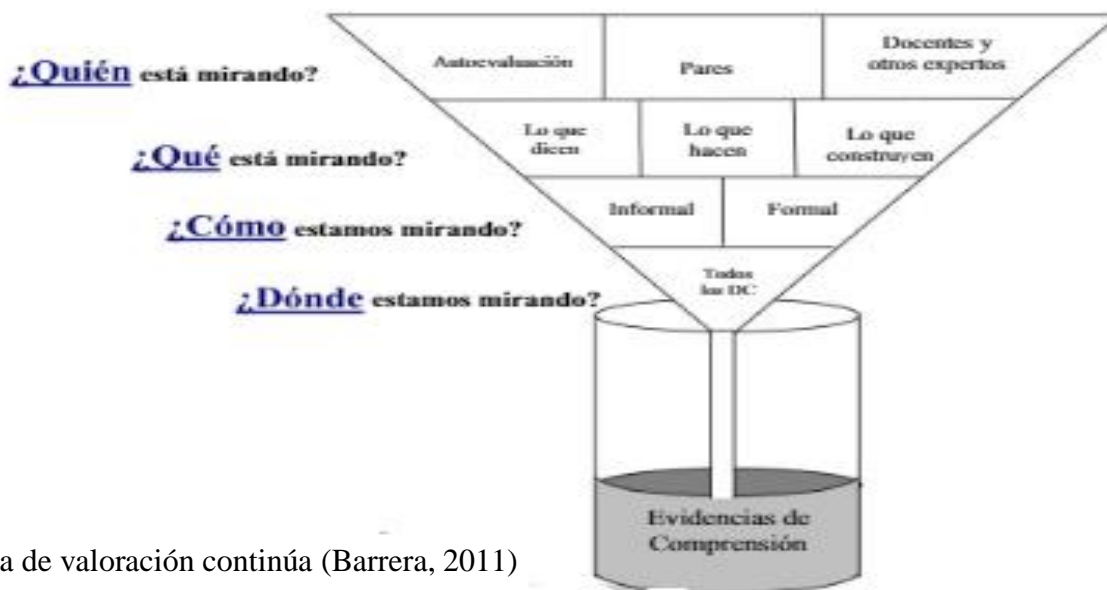 ¿Quién está mirando?
Autoevaluación
Pares
Docentes y
otros expertos
¿Qué está mirando?
Lo que
dicen
Lo que
hacen
Lo que
construyen
¿Cómo estamos mirando?
Informal
Formal
¿Dónde estamos mirando?
Todos
los DC
Evidencias de
Comprensión
a de valoración continúa (Barrera, 2011)